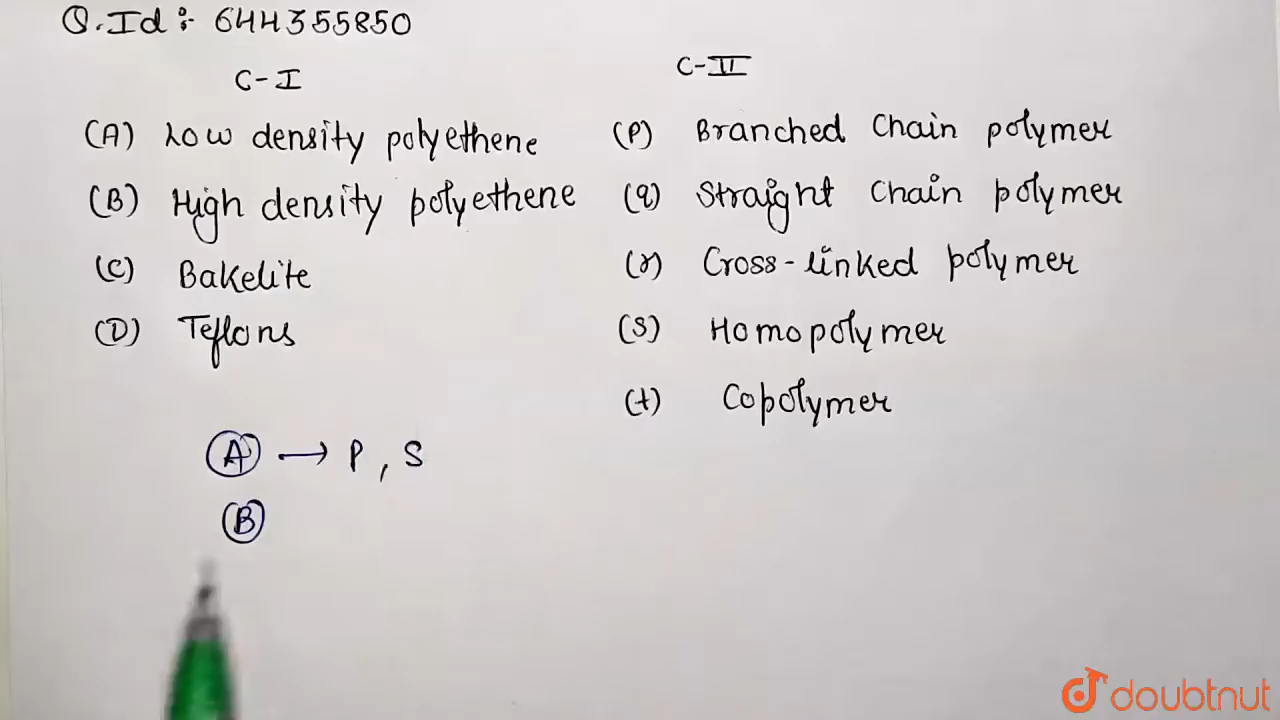 Q.Id:- 644355850
C-I
C-II
(A) Low density polyethene
(P) Branched Chain polymer
(B) High density polyethene
(q) Straight Chain polymer
(C) Bakelite
(r) Cross-linked polymer
(D) Teflons
(S) Homopolymer
(t) Copolymer
(A) → P, S
(B)
doubtnut